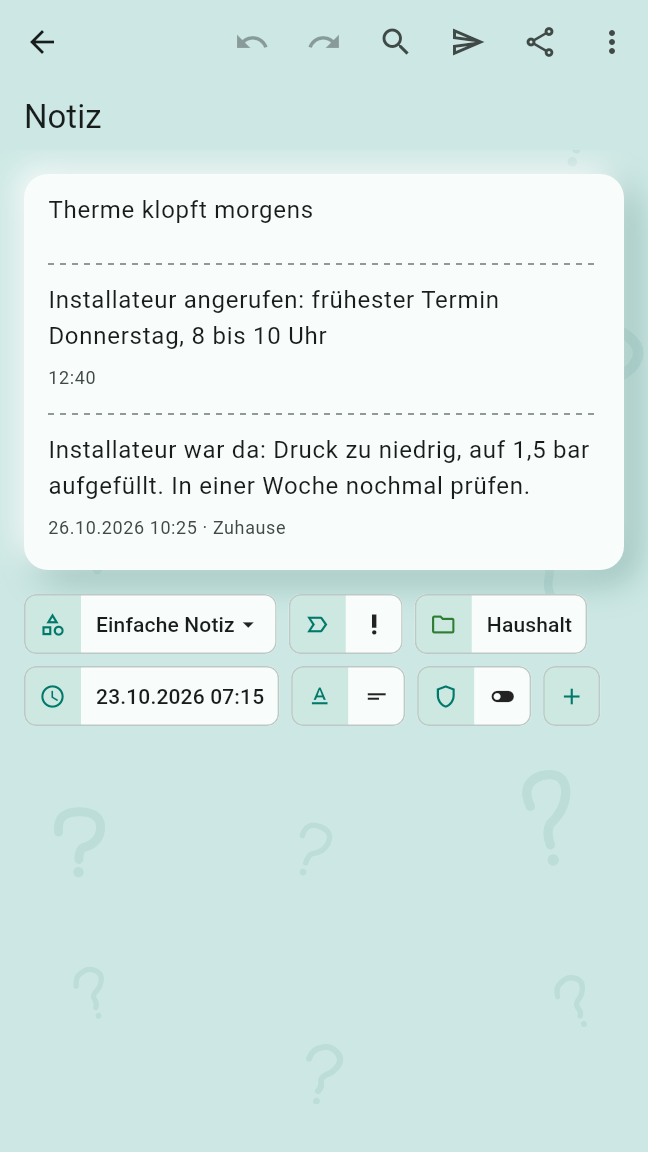 Notiz
Therme klopft morgens
Installateur angerufen: frühester Termin
Donnerstag, 8 bis 10 Uhr
12:40
Installateur war da: Druck zu niedrig, auf 1,5 bar
aufgefüllt. In einer Woche nochmal prüfen.
26.10.2026 10:25 · Zuhause
Einfache Notiz
Haushalt
23.10.2026 07:15